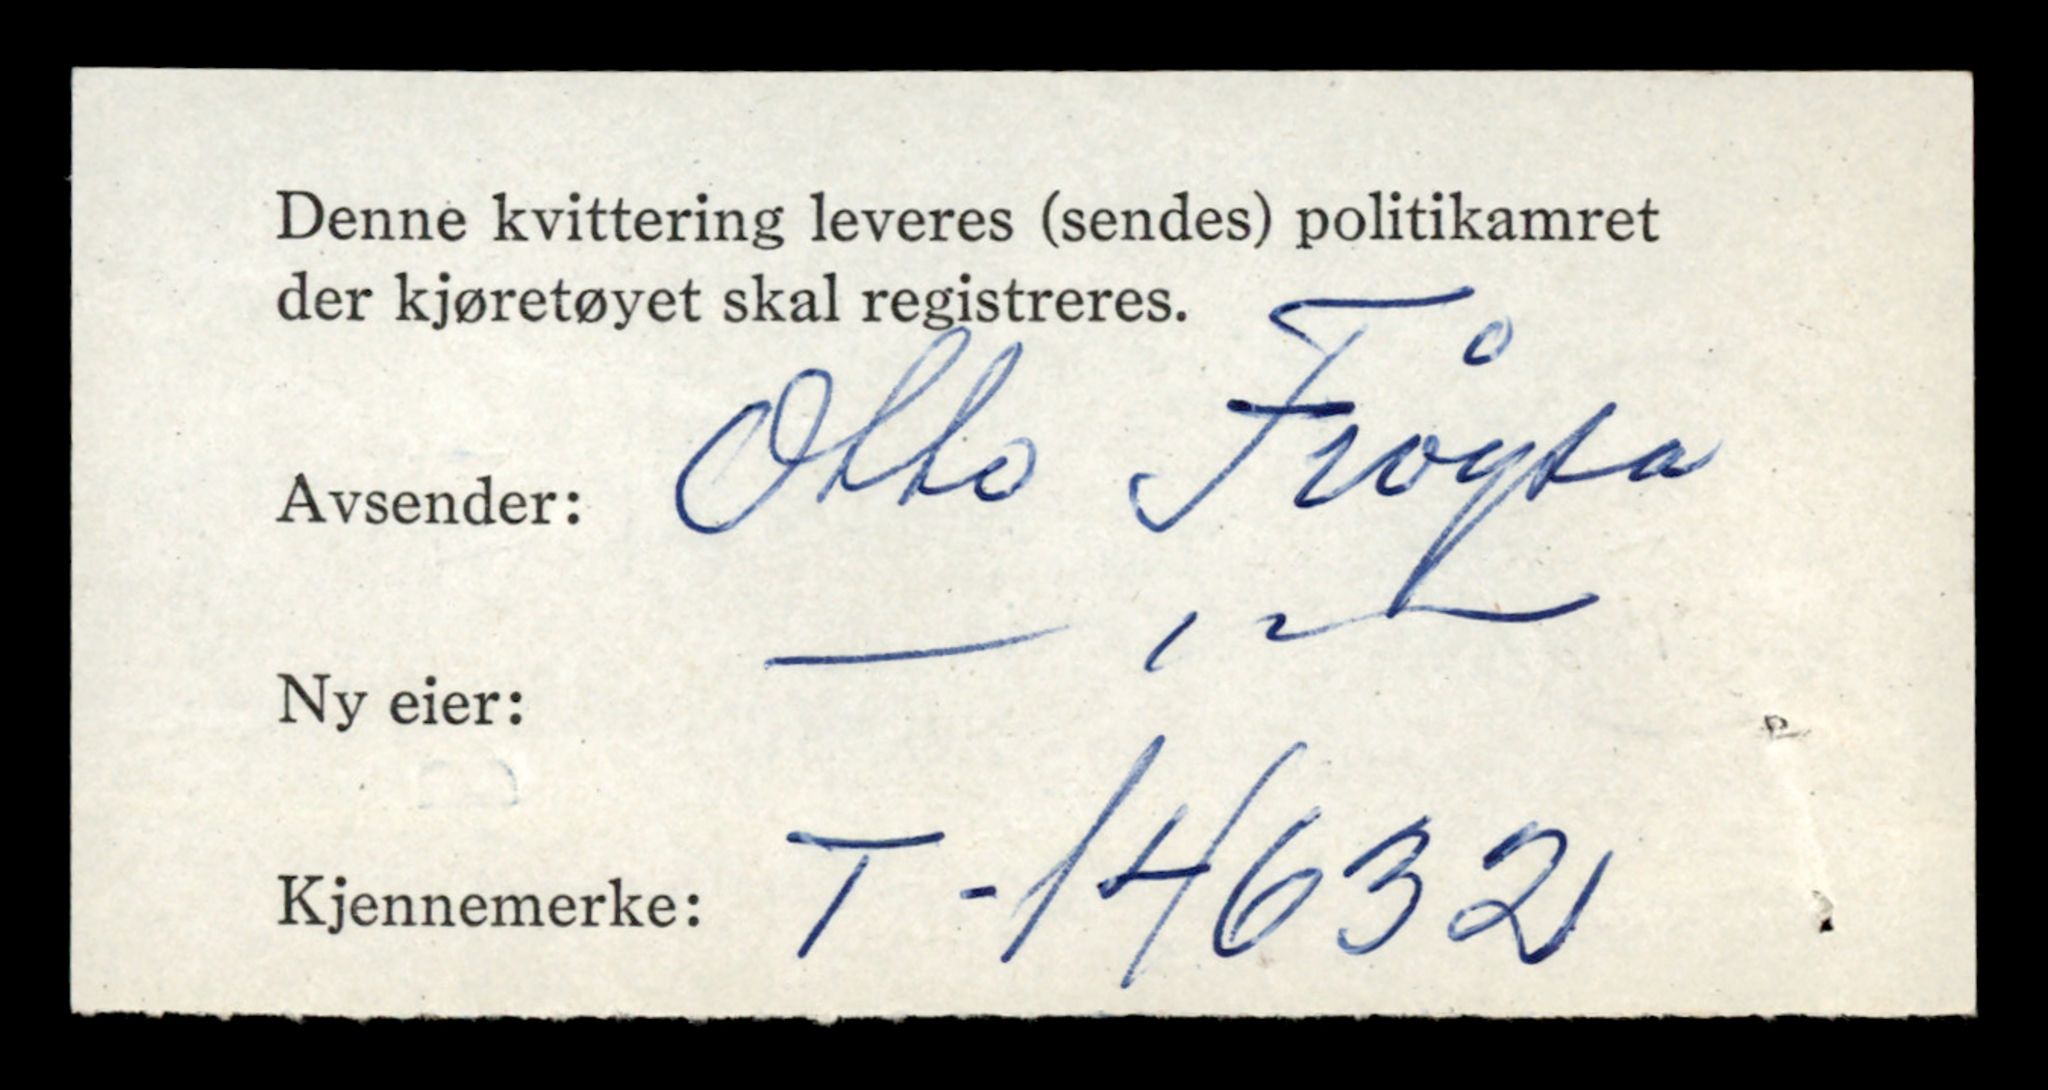 Denne kvittering leveres (sendes) politikamret
der kjøretøyet skal registreres.
Avsender: Otto Frøysa
Ny eier: — " —
Kjennemerke: T-14632